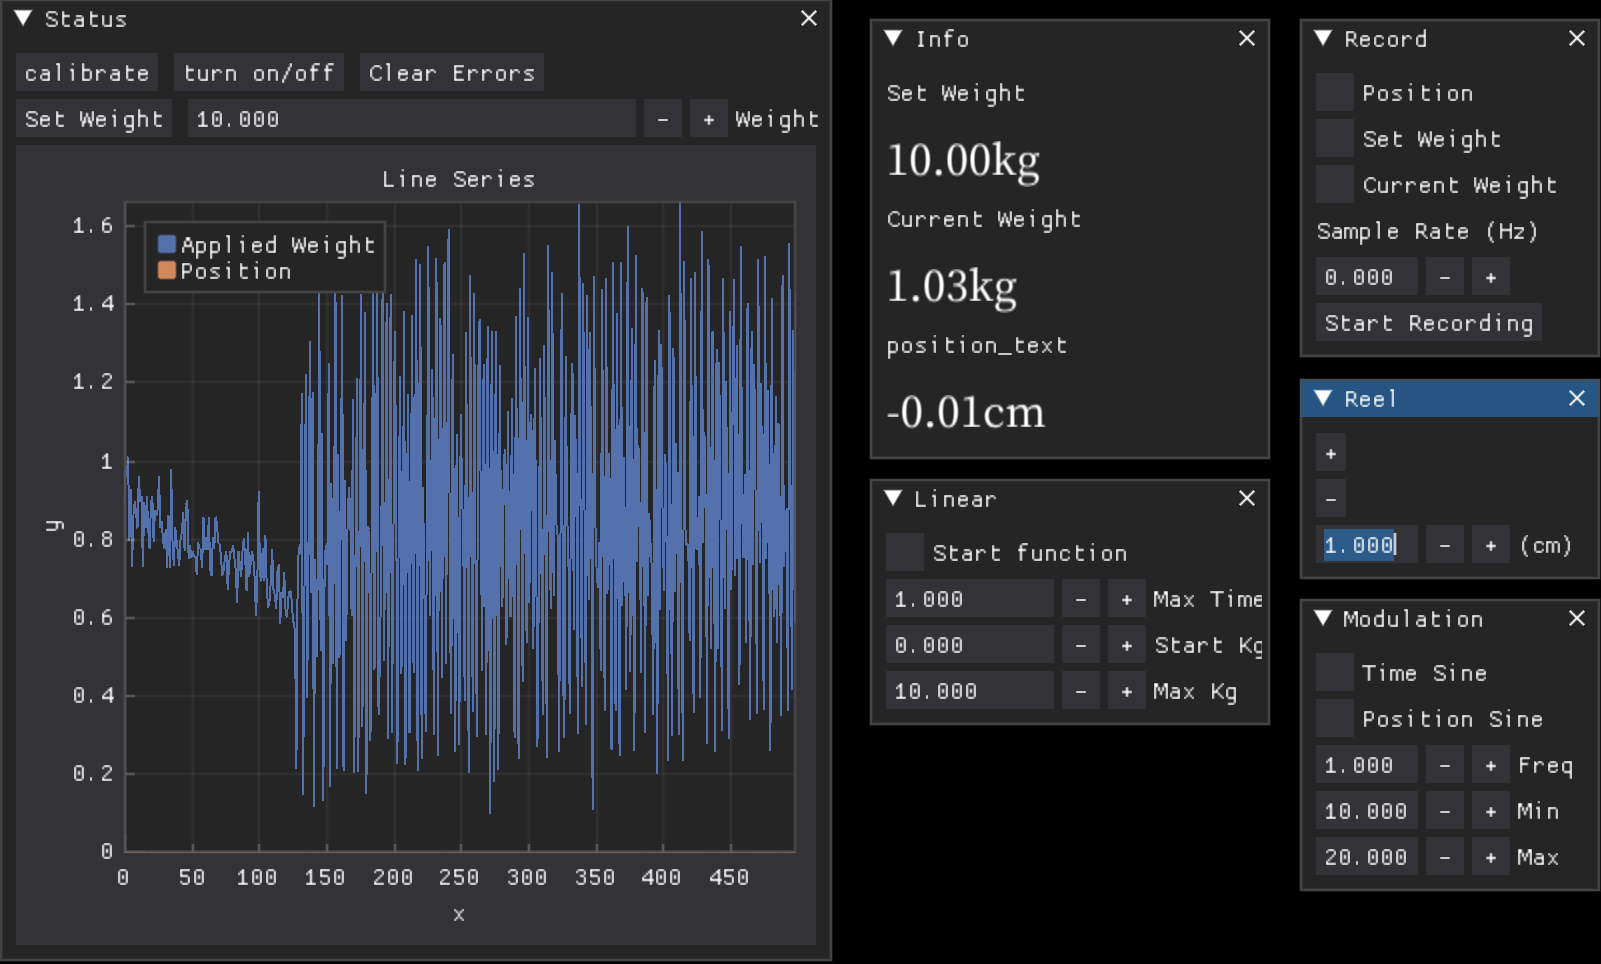 Status
calibrate turn on/off Clear Errors
Set Weight 10.000 - + Weight
Line Series
Applied Weight
Position
1.6
1.4
1.2
1
0.8
0.6
0.4
0.2
0
y
0 50 100 150 200 250 300 350 400 450
x
Info
Set Weight
10.00kg
Current Weight
1.03kg
position_text
-0.01cm
Linear
Start function
1.000 - + Max Time
0.000 - + Start Kg
10.000 - + Max Kg
Record
Position
Set Weight
Current Weight
Sample Rate (Hz)
0.000 - +
Start Recording
Reel
+
-
1.000 - + (cm)
Modulation
Time Sine
Position Sine
1.000 - + Freq
10.000 - + Min
20.000 - + Max